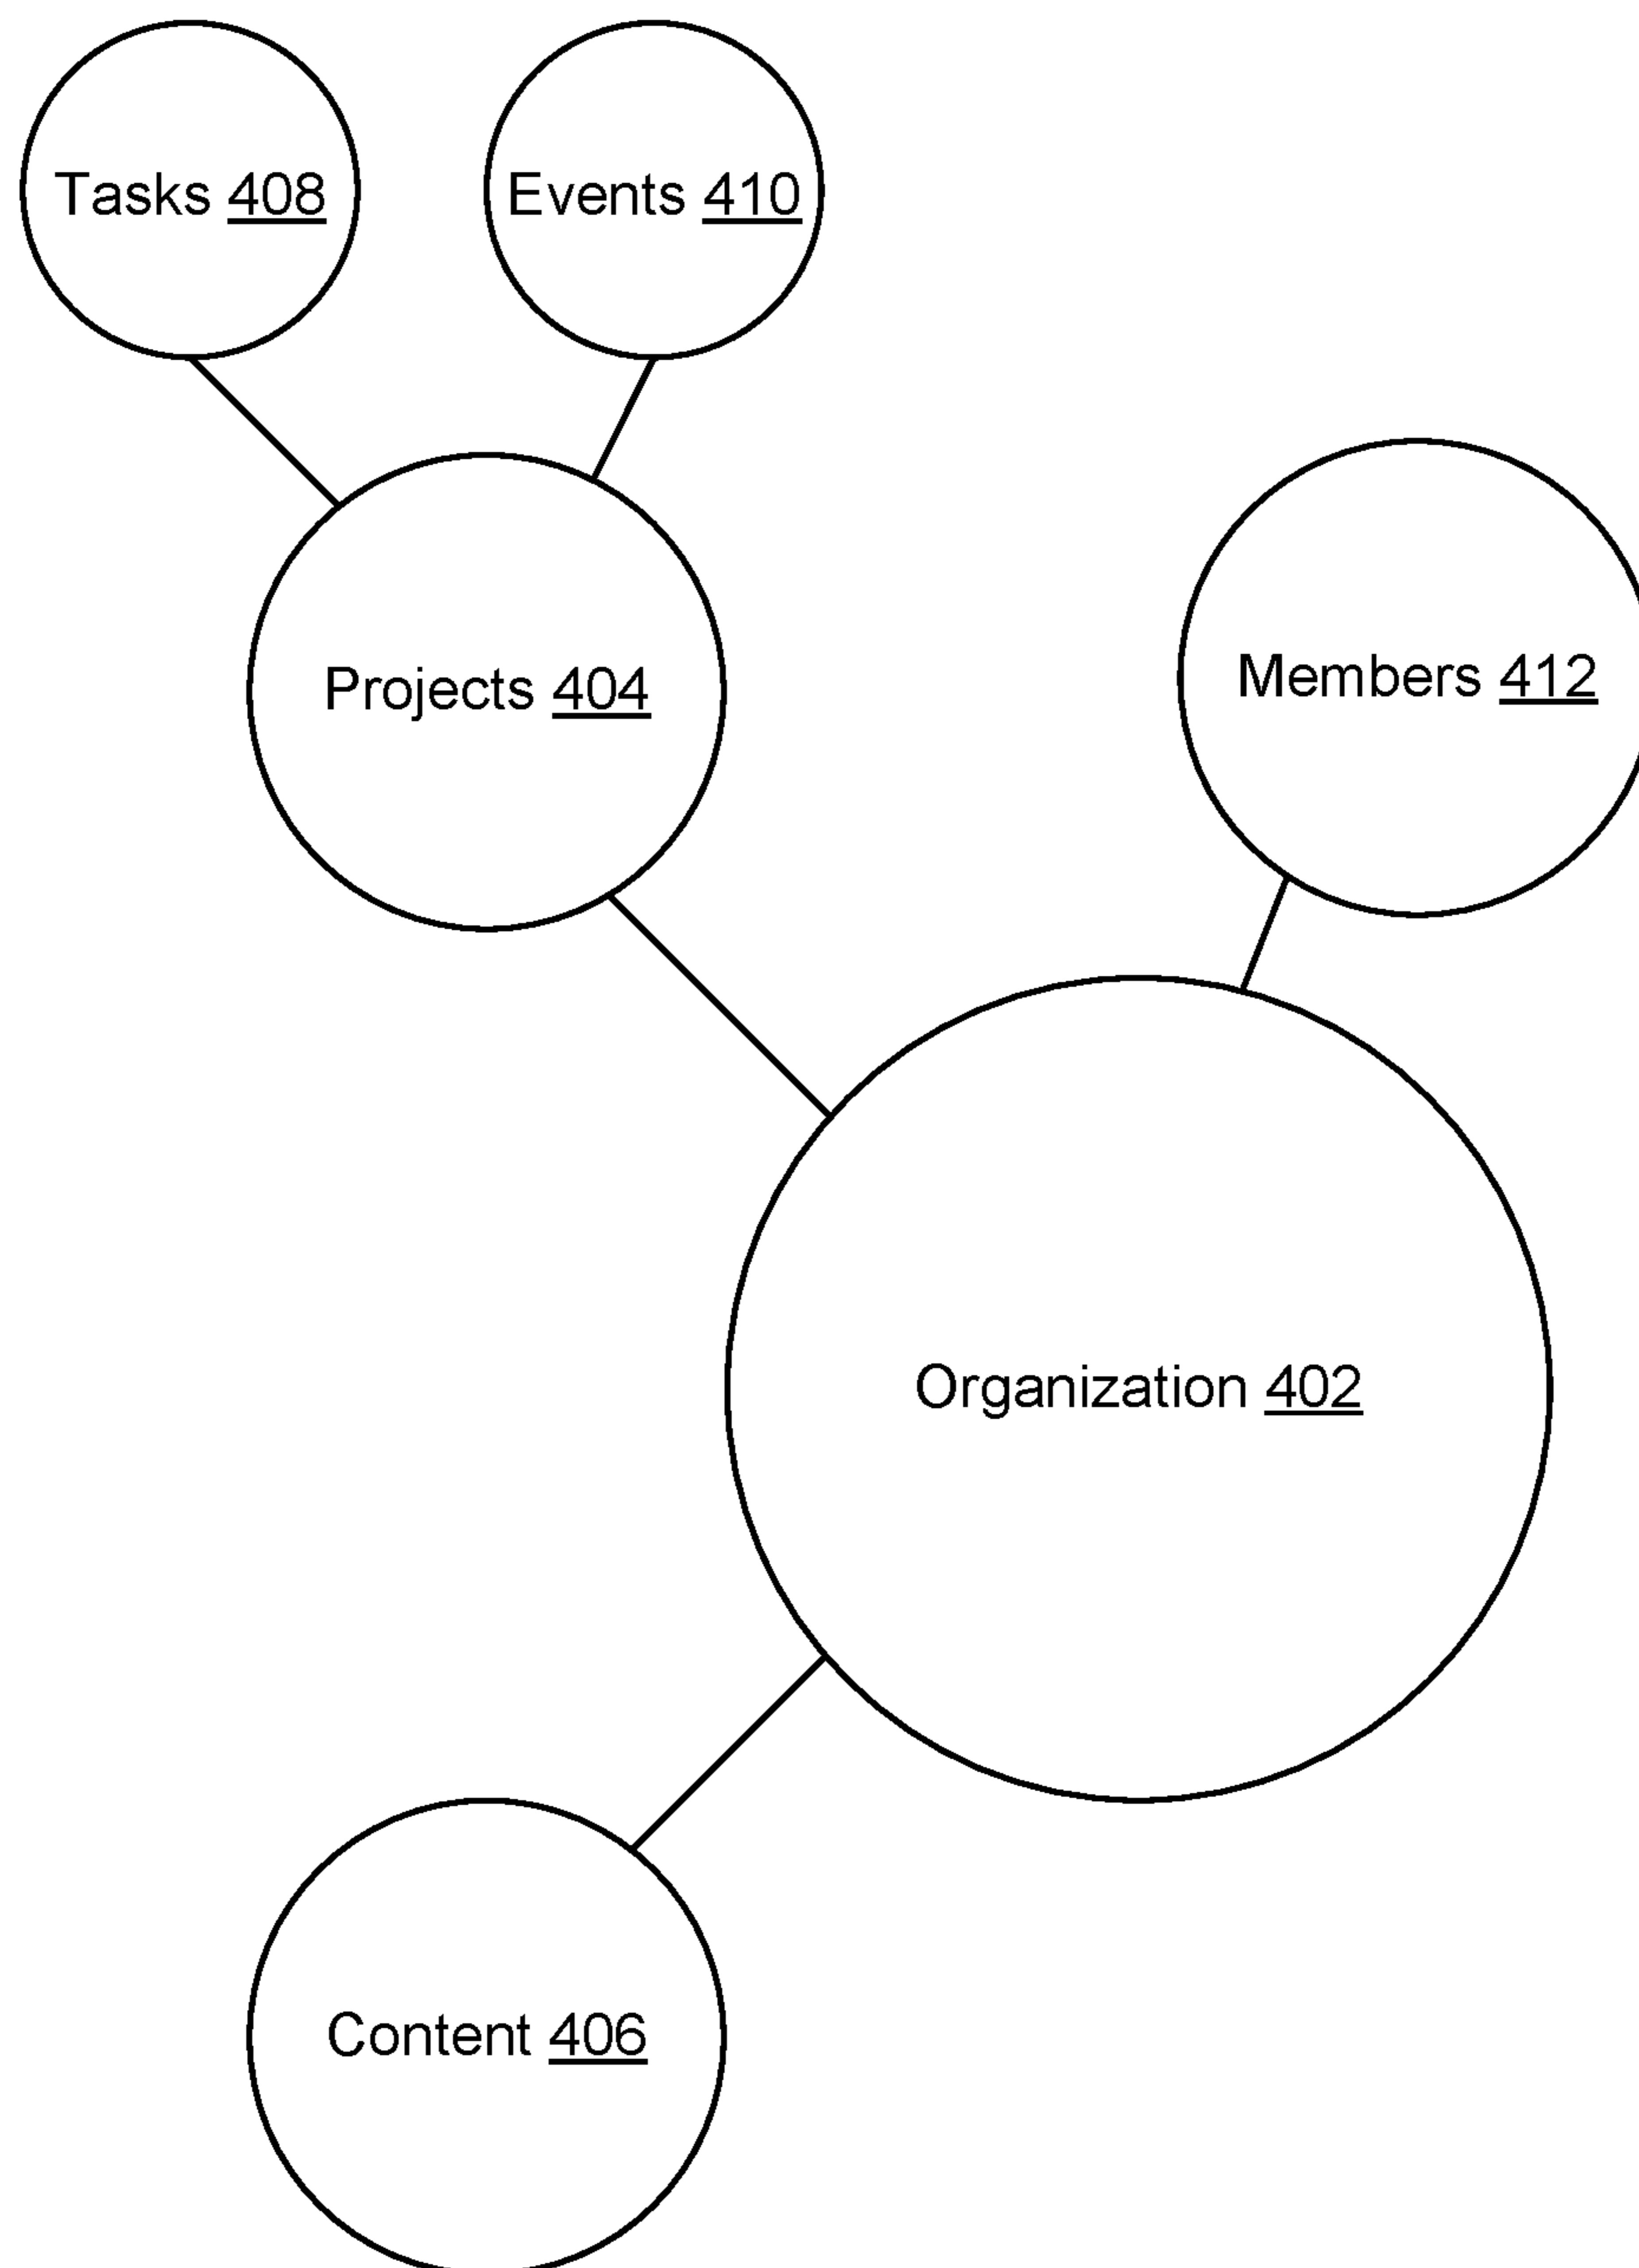 Tasks 408
Events 410
Projects 404
Members 412
Organization 402
Content 406